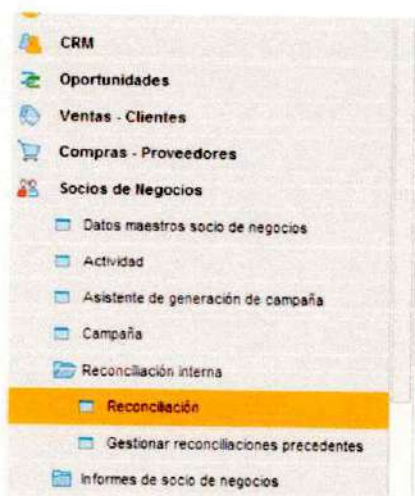 CRM
Oportunidades
Ventas - Clientes
Compras - Proveedores
Socios de Negocios
Datos maestros socio de negocios
Actividad
Asistente de generación de campaña
Campaña
Reconciliación interna
Reconciliación
Gestionar reconciliaciones precedentes
Informes de socio de negocios